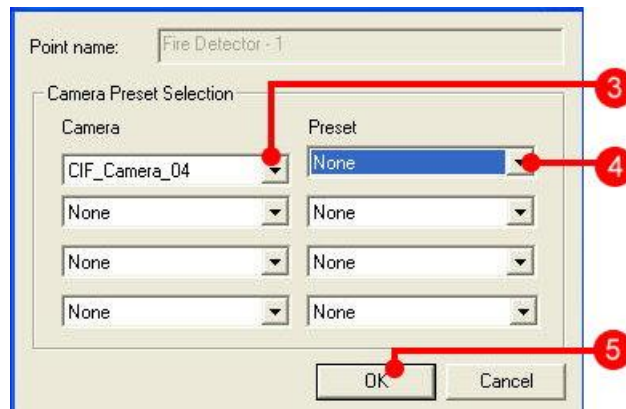 Point name: Fire Detector - 1
Camera Preset Selection
3
Camera Preset
CIF_Camera_04 None
4
None None
None None
None None
5
OK Cancel